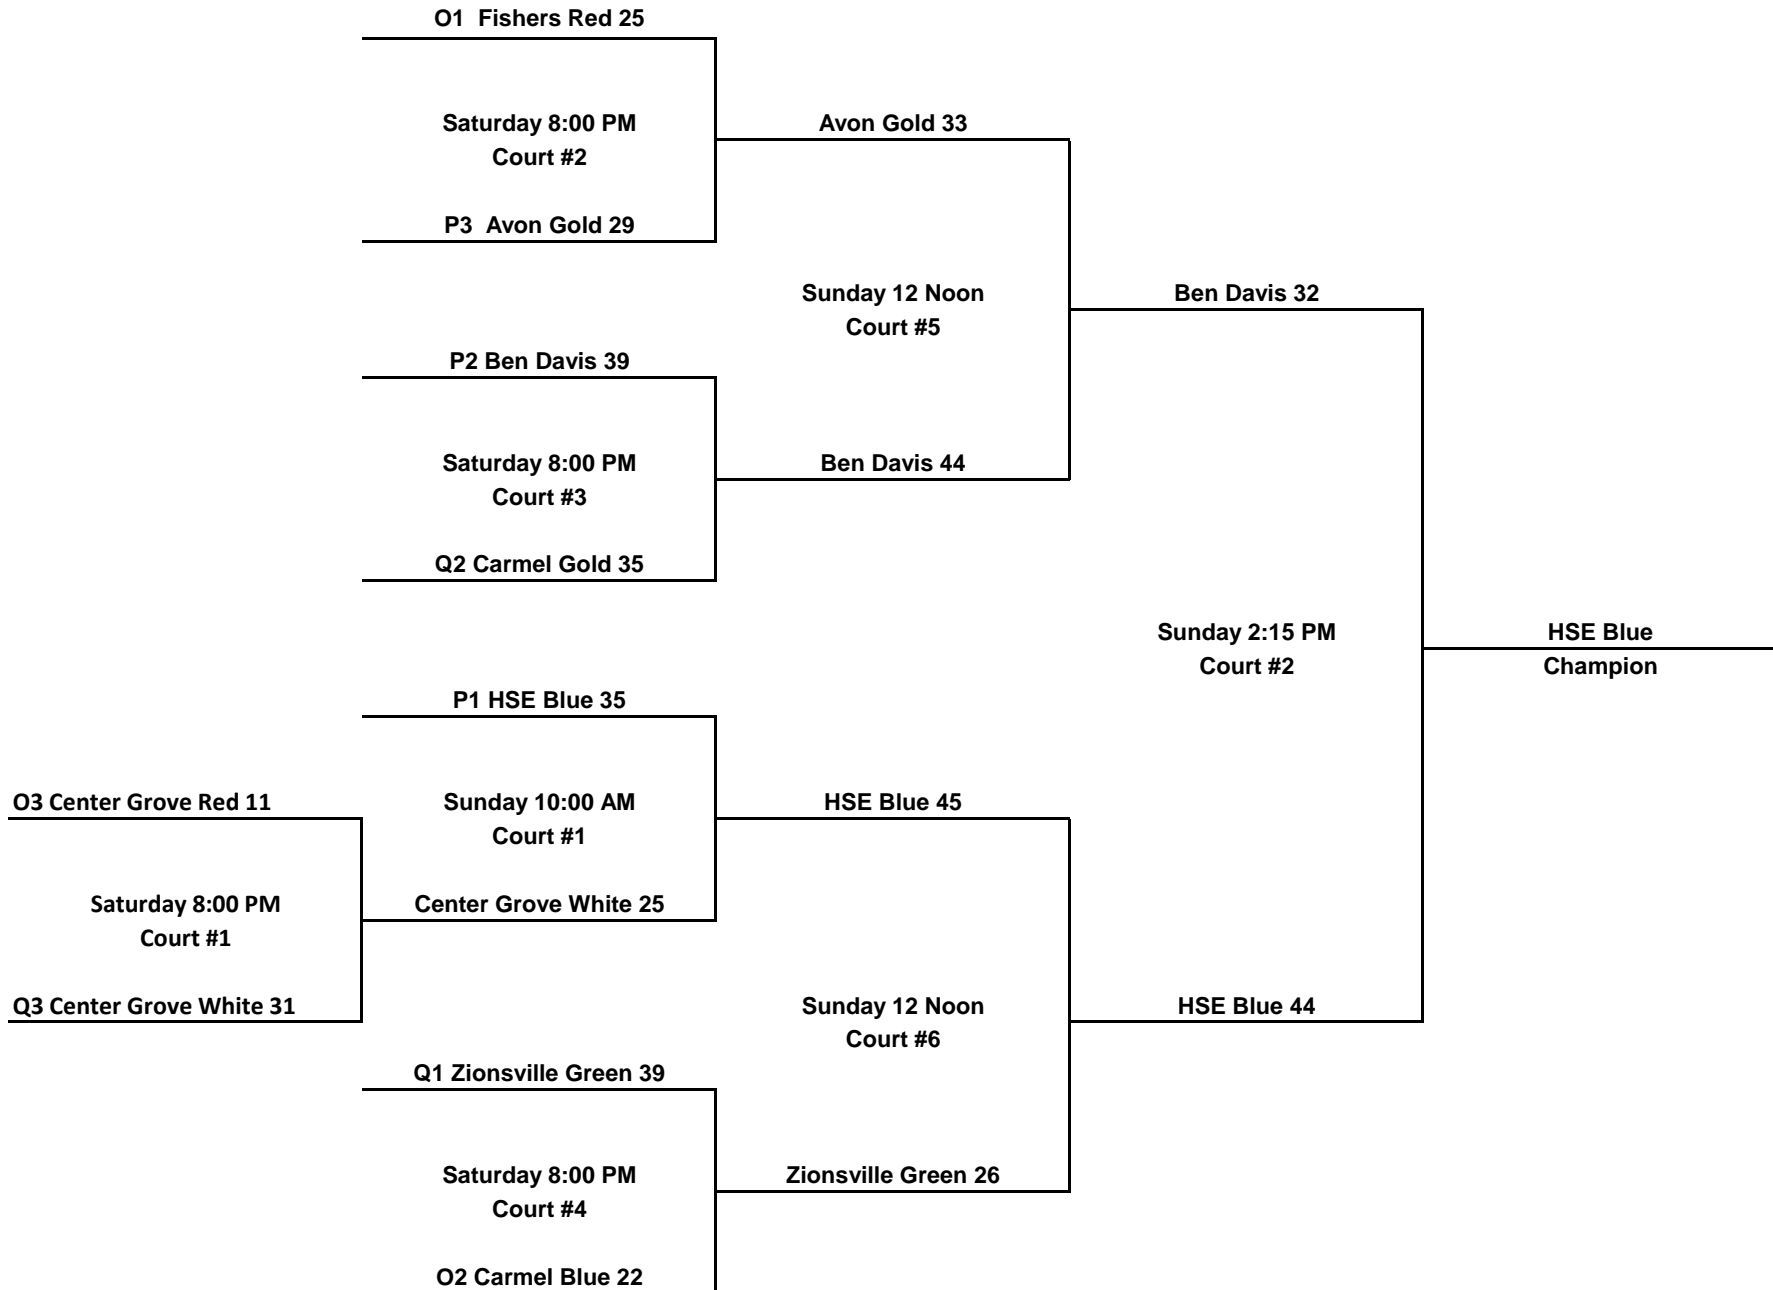 O1  Fishers Red 25
Saturday 8:00 PM
Court #2
Avon Gold 33
P3  Avon Gold 29
Sunday 12 Noon
Court #5
Ben Davis 32
P2 Ben Davis 39
Saturday 8:00 PM
Court #3
Ben Davis 44
Q2 Carmel Gold 35
Sunday 2:15 PM
Court #2
HSE Blue
Champion
P1 HSE Blue 35
O3 Center Grove Red 11
Sunday 10:00 AM
Court #1
HSE Blue 45
Saturday 8:00 PM
Court #1
Center Grove White 25
Q3 Center Grove White 31
Sunday 12 Noon
Court #6
HSE Blue 44
Q1 Zionsville Green 39
Saturday 8:00 PM
Court #4
Zionsville Green 26
O2 Carmel Blue 22